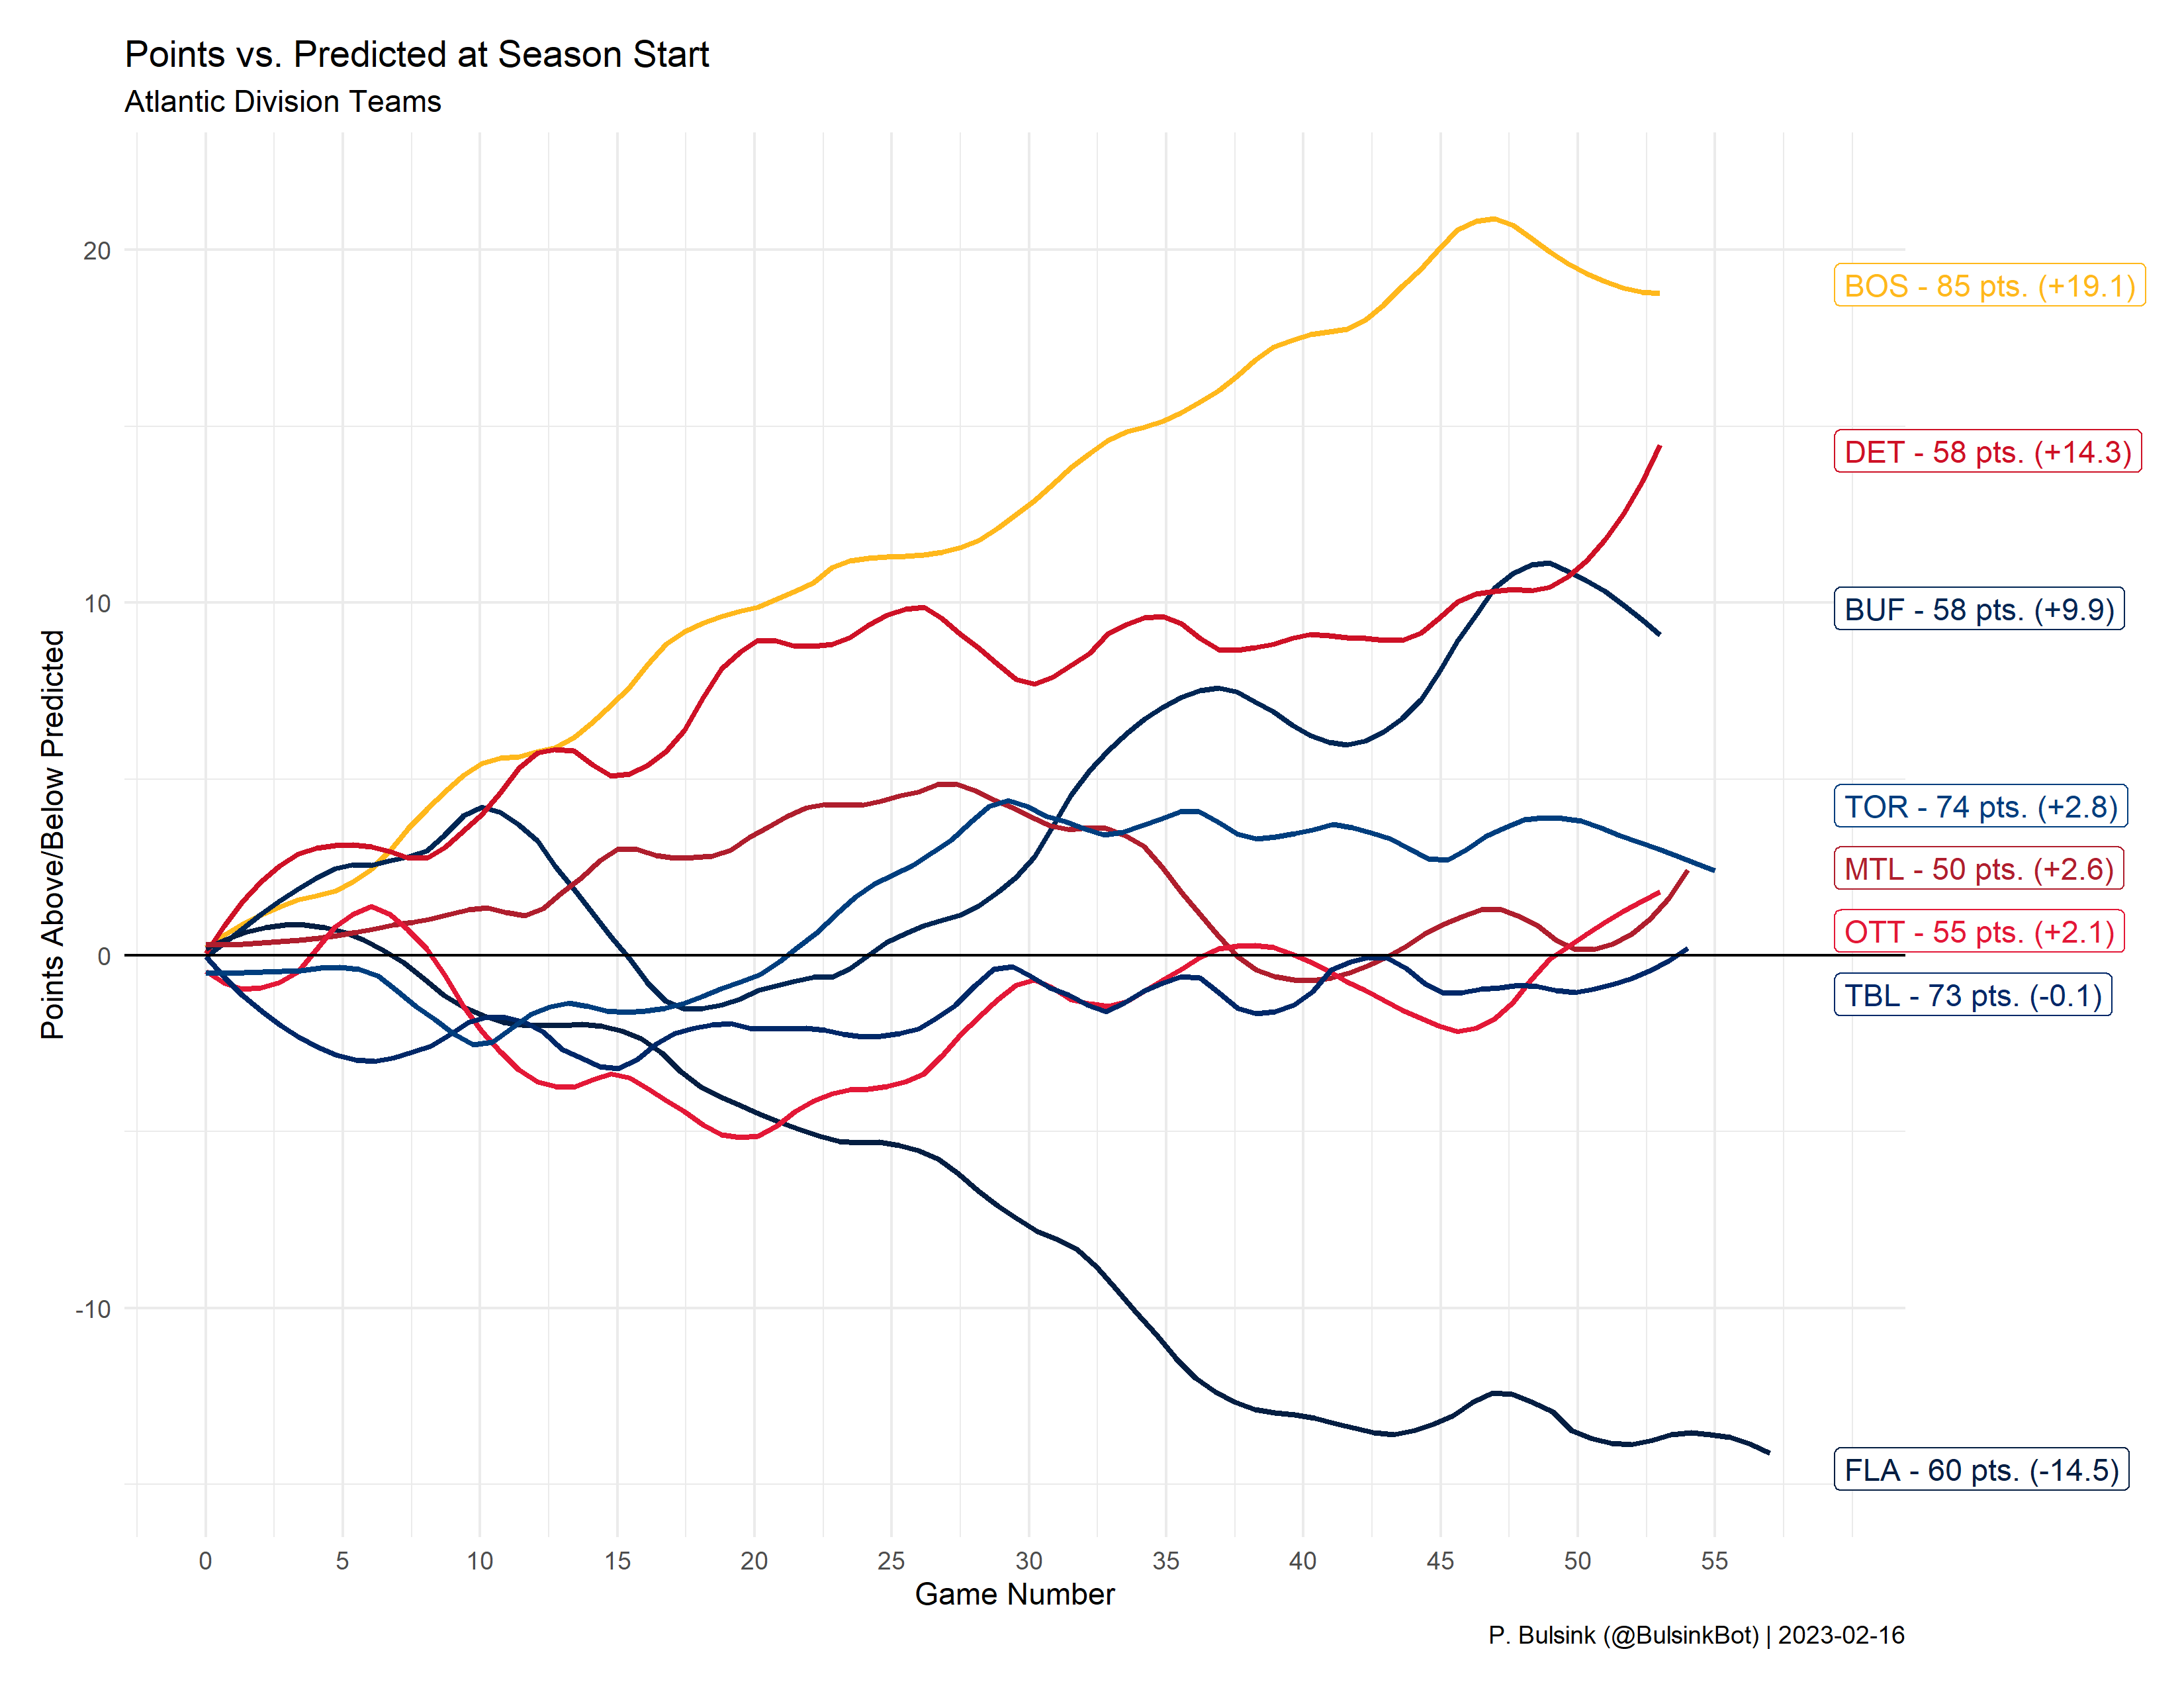 Points vs. Predicted at Season Start
Atlantic Division Teams
Points Above/Below Predicted
20
10
0
-10
BOS - 85 pts. (+19.1)
DET - 58 pts. (+14.3)
BUF - 58 pts. (+9.9)
TOR - 74 pts. (+2.8)
MTL - 50 pts. (+2.6)
OTT - 55 pts. (+2.1)
TBL - 73 pts. (-0.1)
FLA - 60 pts. (-14.5)
0 5 10 15 20 25 30 35 40 45 50 55
Game Number
P. Bulsink (@BulsinkBot) | 2023-02-16